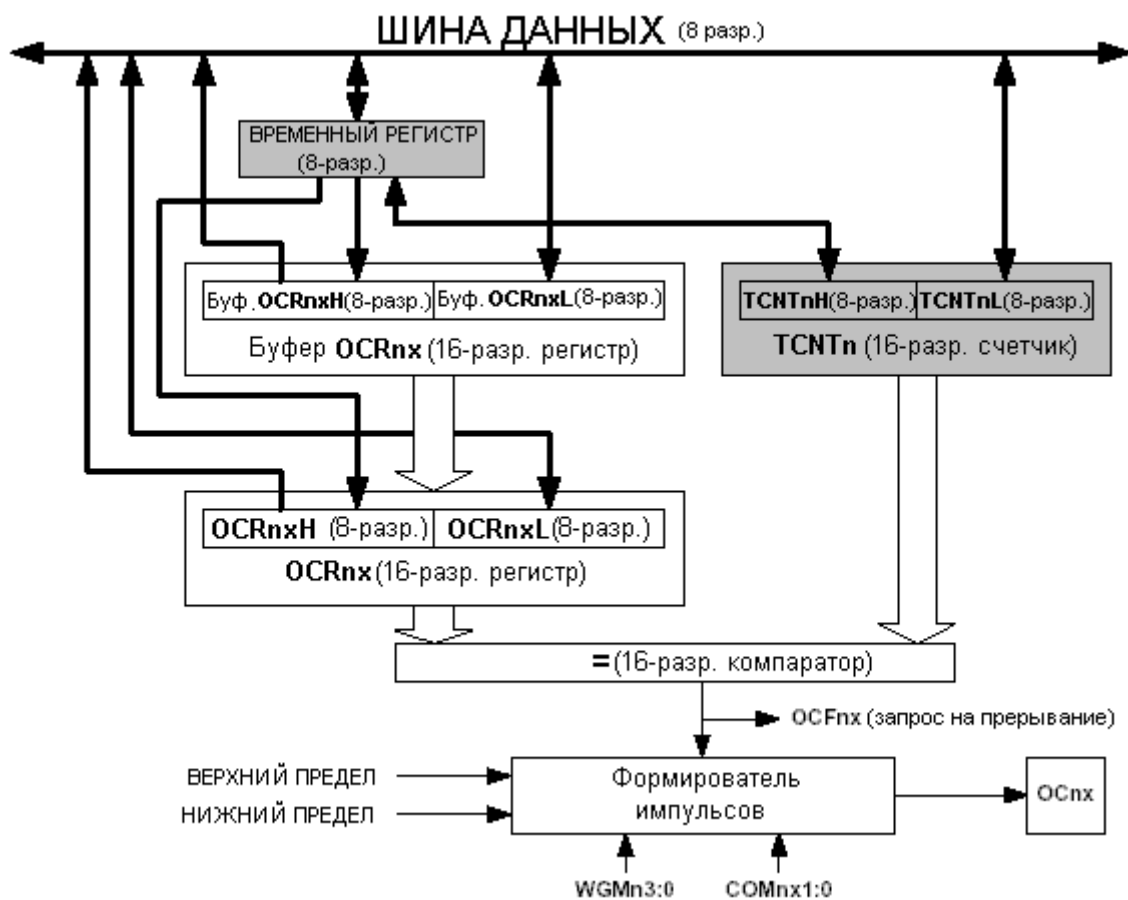 ШИНА ДАННЫХ (8 разр.)
ВРЕМЕННЫЙ РЕГИСТР
(8-разр.)
Буф. OCRnxH(8-разр.) Буф. OCRnxL(8-разр.)
Буфер OCRnx (16-разр. регистр)
TCNTnH(8-разр.) TCNTnL(8-разр.)
TCNTn (16-разр. счетчик)
OCRnxH (8-разр.) OCRnxL(8-разр.)
OCRnx(16-разр. регистр)
=(16-разр. компаратор)
OCFnx (запрос на прерывание)
ВЕРХНИЙ ПРЕДЕЛ
НИЖНИЙ ПРЕДЕЛ
Формирователь
импульсов
OCnx
WGMn3:0 COMnx1:0